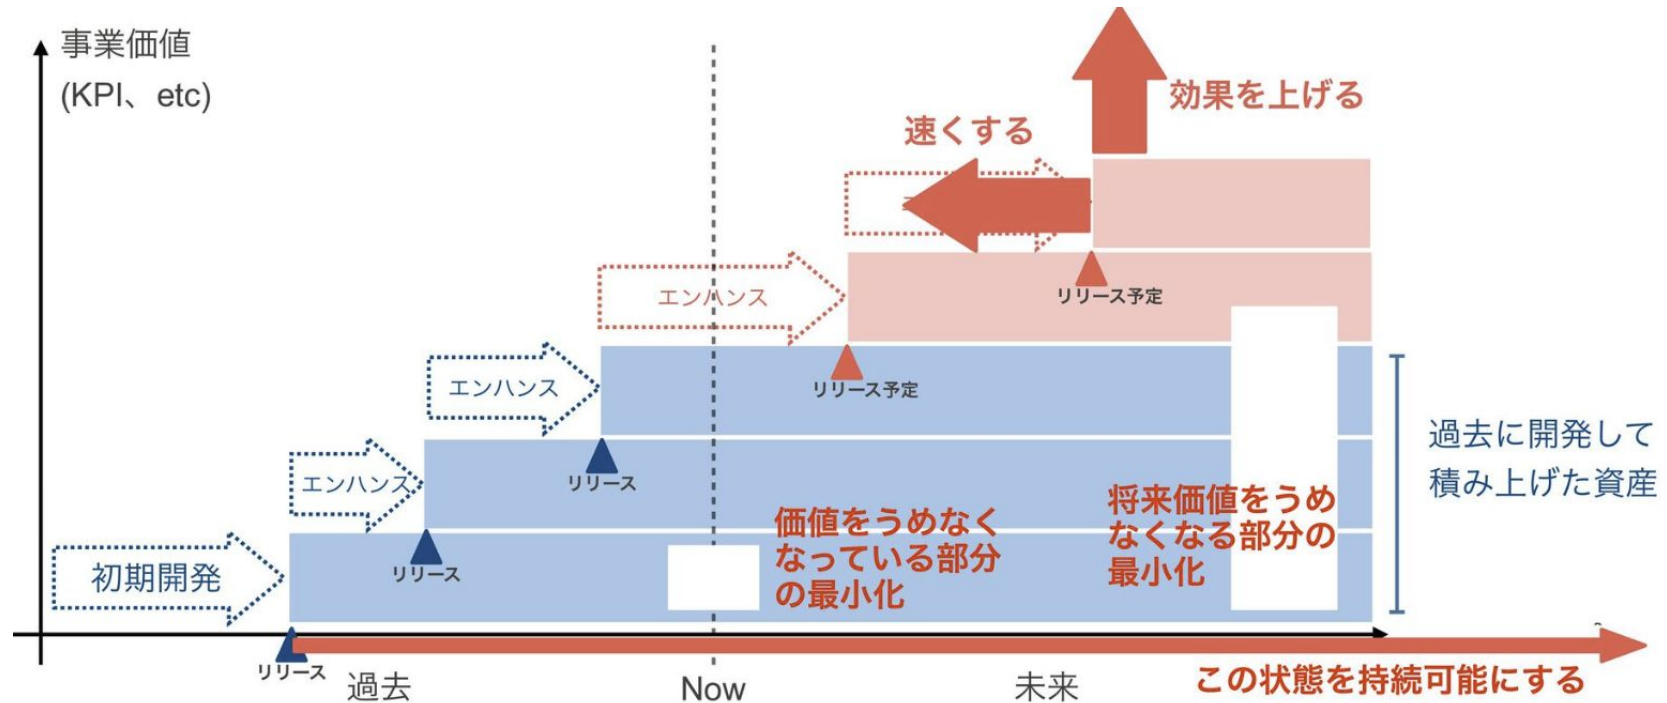 事業価値
(KPI、etc)
効果を上げる
速くする
エンハンス
リリース予定
エンハンス
リリース予定
過去に開発して
積み上げた資産
エンハンス
リリース
将来価値をうめ
なくなる部分の
最小化
価値をうめなく
なっている部分
の最小化
初期開発
リリース
リリース
過去
Now
未来
この状態を持続可能にする